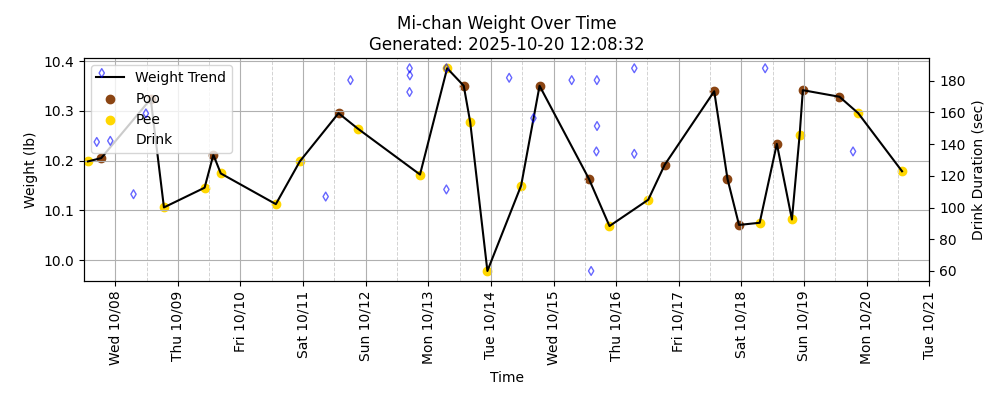 Mi-chan Weight Over Time
Generated: 2025-10-20 12:08:32
Weight (lb)
10.4
10.3
10.2
10.1
10.0
Weight Trend
Poo
Pee
Drink
180
160
140
120
100
80
60
Drink Duration (sec)
Wed 10/08
Thu 10/09
Fri 10/10
Sat 10/11
Sun 10/12
Mon 10/13
Tue 10/14
Wed 10/15
Thu 10/16
Fri 10/17
Sat 10/18
Sun 10/19
Mon 10/20
Tue 10/21
Time